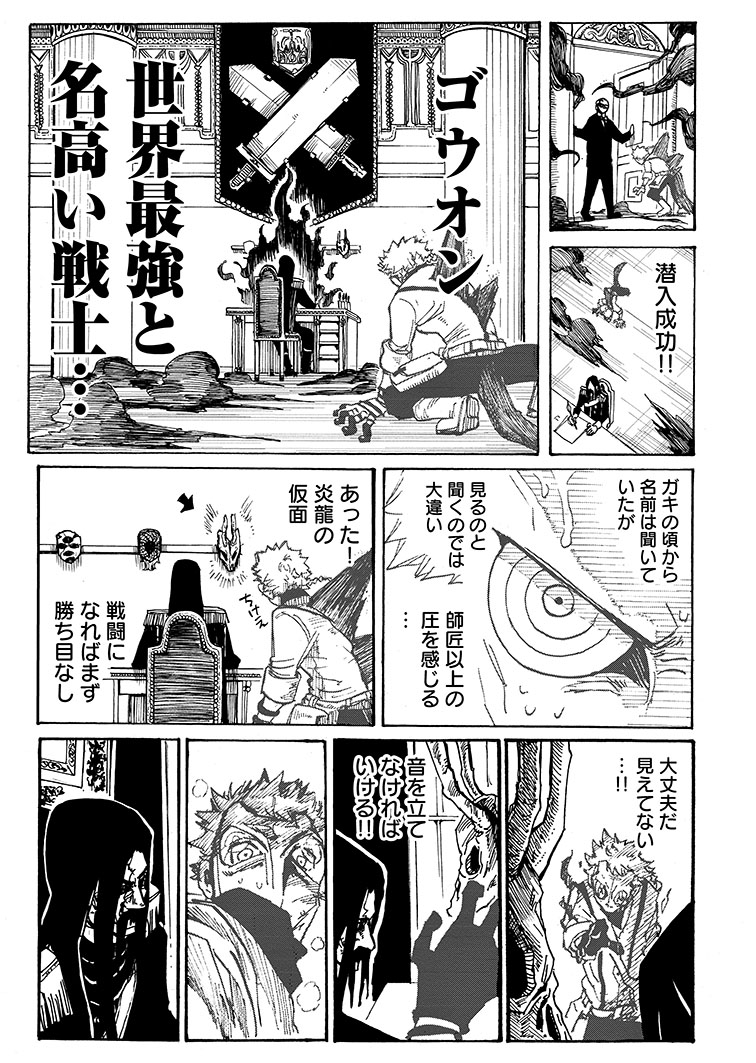 潜入成功!!
ゴウオン
世界最強と
名高い戦士…
ガキの頃から
名前は聞いて
いたが
見るのと
聞くのでは
大違い
師匠以上の
圧を感じる
…
あった!
炎龍の
仮面
ちけえ
戦闘に
なればまず
勝ち目なし
大丈夫だ
見えてない
…!!
音を立て
なければ
いける!!